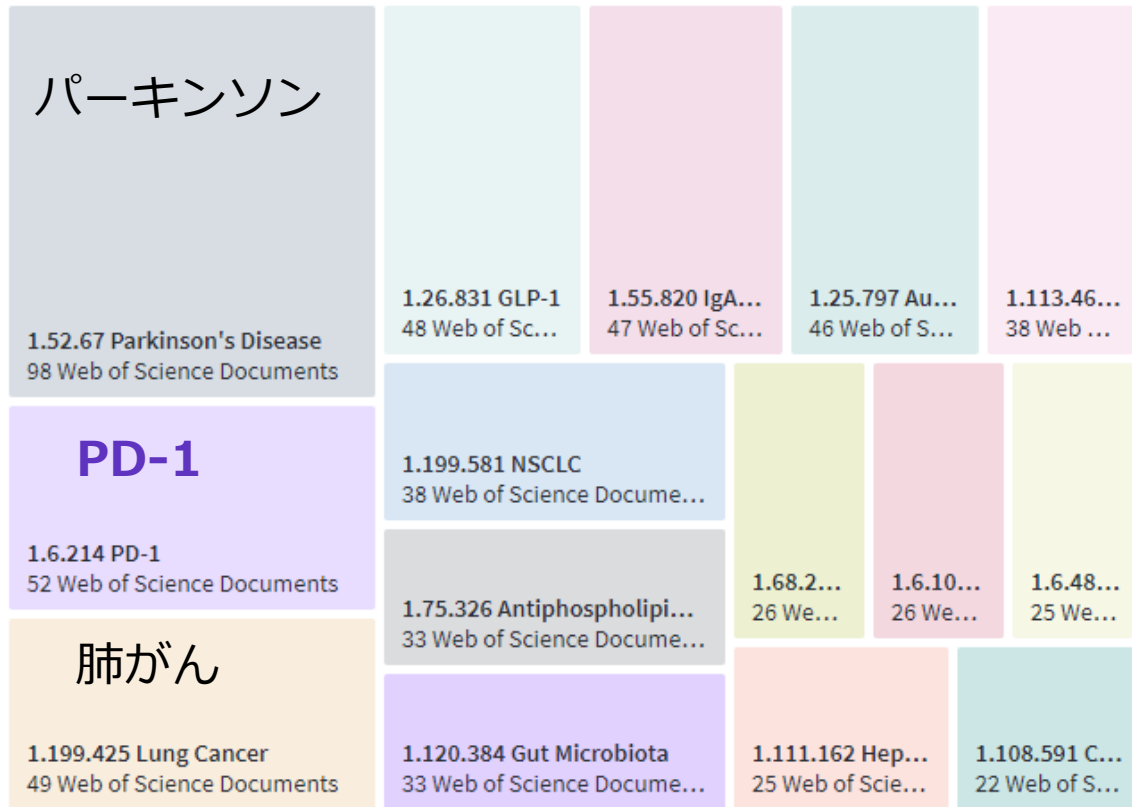 パーキンソン
1.52.67 Parkinson's Disease
98 Web of Science Documents
PD-1
1.6.214 PD-1
52 Web of Science Documents
肺がん
1.199.425 Lung Cancer
49 Web of Science Documents
1.26.831 GLP-1
48 Web of Sc...
1.55.820 IgA...
47 Web of Sc...
1.25.797 Au...
46 Web of S...
1.113.46...
38 Web ...
1.199.581 NSCLC
38 Web of Science Docume...
1.75.326 Antiphospholipi...
33 Web of Science Docume...
1.120.384 Gut Microbiota
33 Web of Science Docume...
1.68.2...
26 We...
1.6.10...
26 We...
1.6.48...
25 We...
1.111.162 Hep...
25 Web of Scie...
1.108.591 C...
22 Web of S...